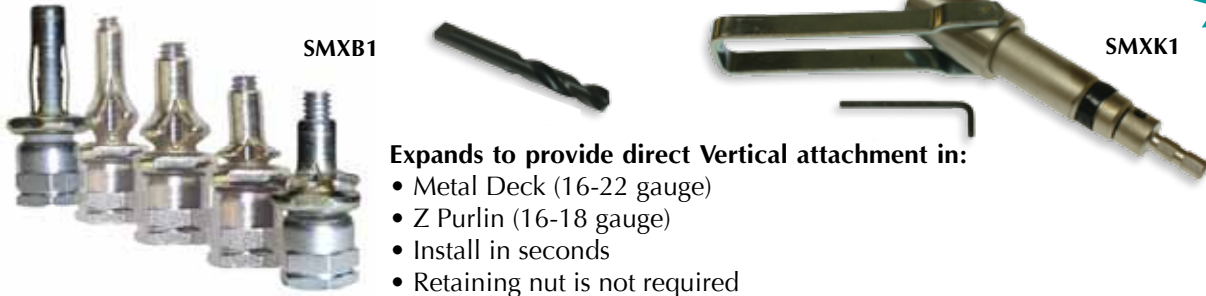 SMXB1
SMXK1
Expands to provide direct Vertical attachment in:
• Metal Deck (16-22 gauge)
• Z Purlin (16-18 gauge)
• Install in seconds
• Retaining nut is not required